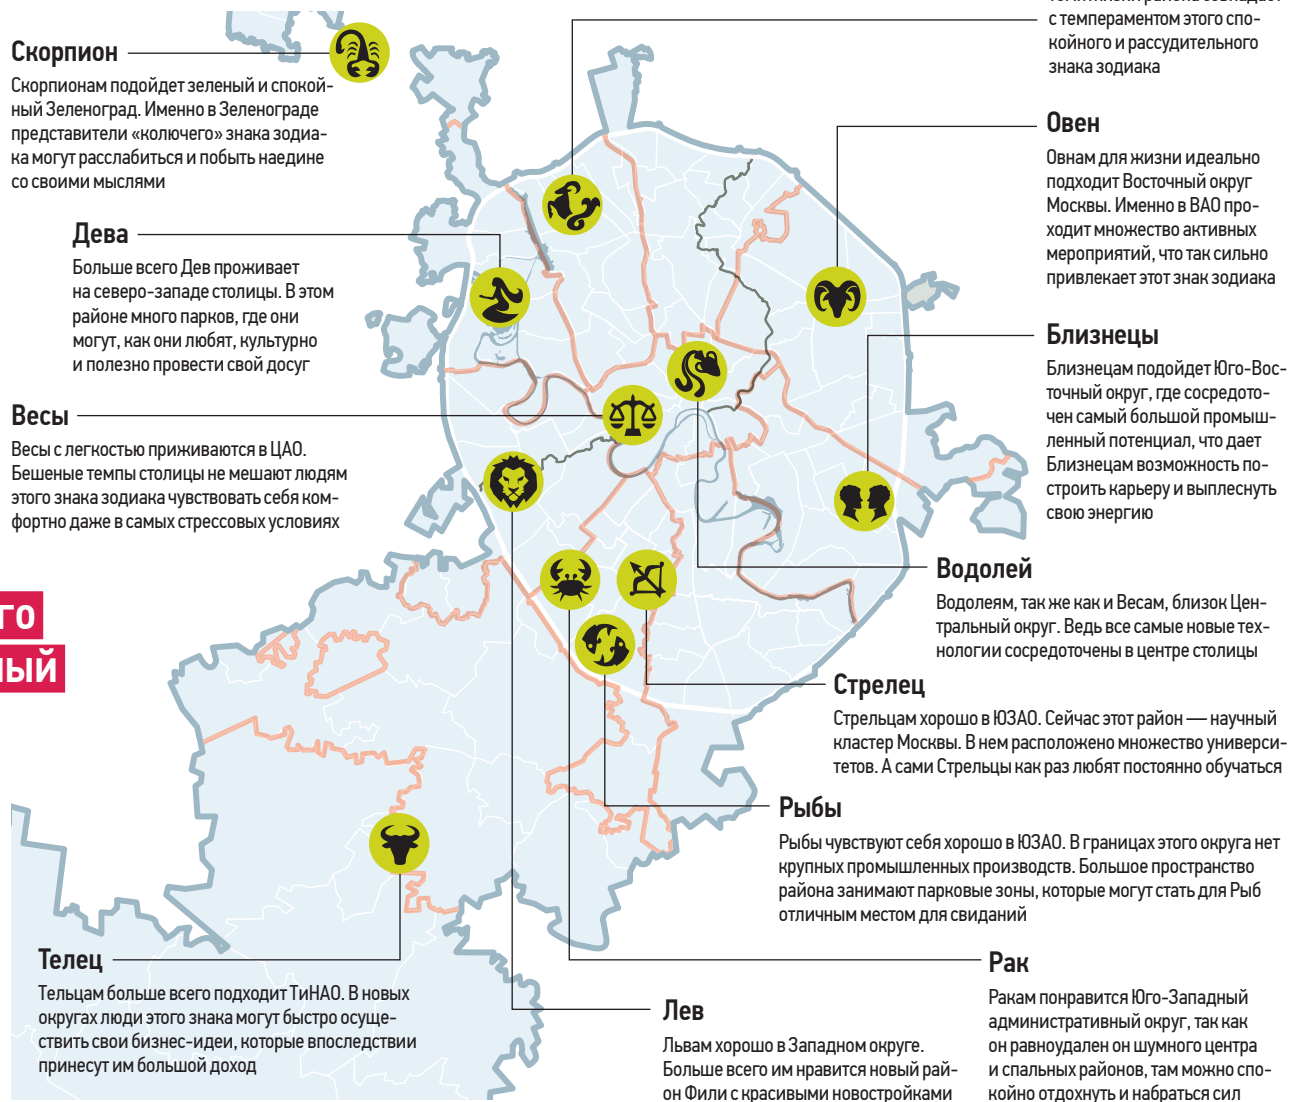 Скорпион
Скорпионам подойдет зеленый и спокой-
ный Зеленоград. Именно в Зеленограде
представители «колючего» знака зодиа-
ка могут расслабиться и побыть наедине
со своими мыслями
Дева
Больше всего Дев проживает
на северо-западе столицы. В этом
районе много парков, где они
могут, как они любят, культурно
и полезно провести свой досуг
Весы
Весы с легкостью приживаются в ЦАО.
Бешеные темпы столицы не мешают людям
этого знака зодиака чувствовать себя ком-
фортно даже в самых стрессовых условиях
го
ный
с темпераментом этого спо-
койного и рассудительного
знака зодиака
Овен
Овнам для жизни идеально
подходит Восточный округ
Москвы. Именно в ВАО про-
ходит множество активных
мероприятий, что так сильно
привлекает этот знак зодиака
Близнецы
Близнецам подойдет Юго-Вос-
точный округ, где сосредото-
чен самый большой промыш-
ленный потенциал, что дает
Близнецам возможность по-
строить карьеру и выплеснуть
свою энергию
Водолей
Водолеям, так же как и Весам, близок Цен-
тральный округ. Ведь все самые новые тех-
нологии сосредоточены в центре столицы
Стрелец
Стрельцам хорошо в ЮЗАО. Сейчас этот район — научный
кластер Москвы. В нем расположено множество универси-
тетов. А сами Стрельцы как раз любят постоянно обучаться
Рыбы
Рыбы чувствуют себя хорошо в ЮЗАО. В границах этого округа нет
крупных промышленных производств. Большое пространство
района занимают парковые зоны, которые могут стать для Рыб
отличным местом для свиданий
Телец
Тельцам больше всего подходит ТиНАО. В новых
округах люди этого знака могут быстро осуще-
ствить свои бизнес-идеи, которые впоследствии
принесут им большой доход
Лев
Львам хорошо в Западном округе.
Больше всего им нравится новый рай-
он Фили с красивыми новостройками
Рак
Ракам понравится Юго-Западный
административный округ, так как
он равноудален он шумного центра
и спальных районов, там можно спо-
койно отдохнуть и набраться сил